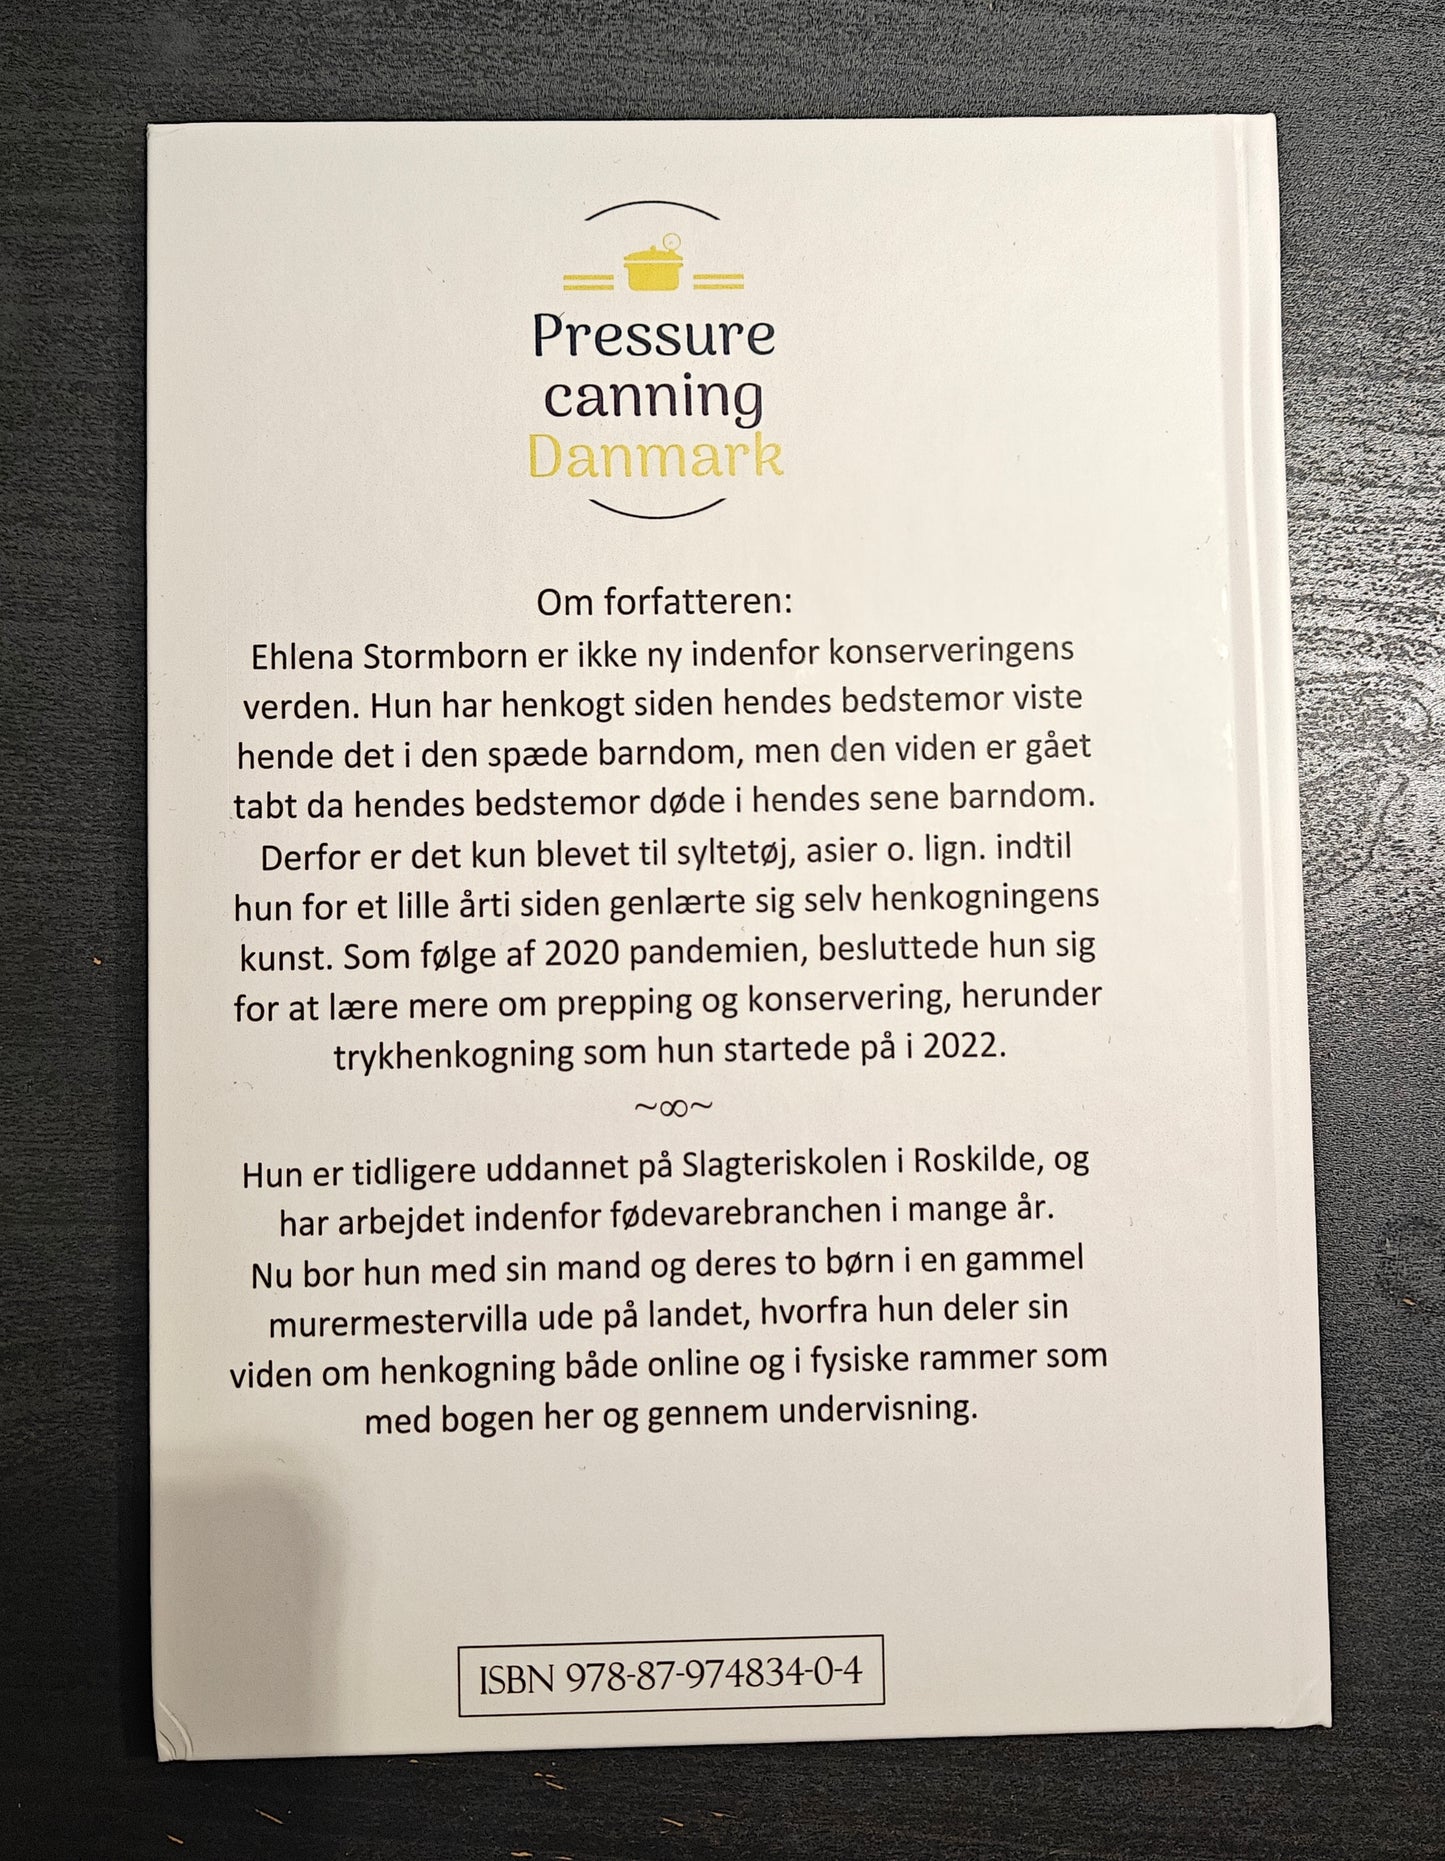 Pressure
canning
Danmark
Om forfatteren:
Ehlena Stormborn er ikke ny indenfor konserveringens
verden. Hun har henkogt siden hendes bedstemor viste
hende det i den spæde barndom, men den viden er gået
tabt da hendes bedstemor døde i hendes sene barndom.
Derfor er det kun blevet til syltetøj, asier o. lign. indtil
hun for et lille årti siden genlærte sig selv henkogningens
kunst. Som følge af 2020 pandemien, besluttede hun sig
for at lære mere om prepping og konservering, herunder
trykhenkogning som hun startede på i 2022.
~∞~
Hun er tidligere uddannet på Slagteriskolen i Roskilde, og
har arbejdet indenfor fødevarebranchen i mange år.
Nu bor hun med sin mand og deres to børn i en gammel
murermestervilla ude på landet, hvorfra hun deler sin
viden om henkogning både online og i fysiske rammer som
med bogen her og gennem undervisning.
ISBN 978-87-974834-0-4